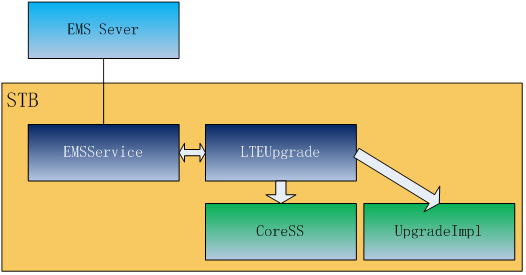 EMS Sever
STB
EMSService
LTEUpgrade
CoreSS
UpgradeImpl